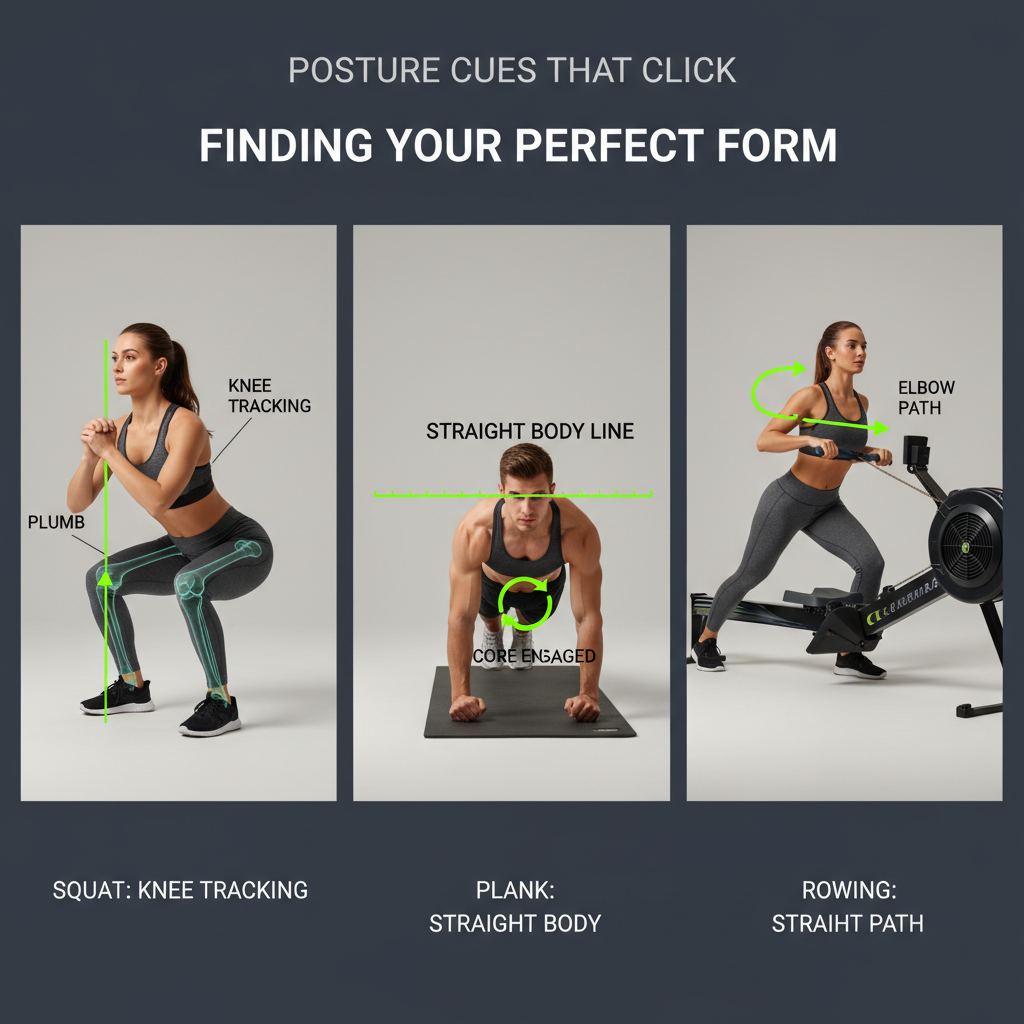 POSTURE CUES THAT CLICK
FINDING YOUR PERFECT FORM
KNEE
TRACKING
PLUMB
STRAIGHT BODY LINE
CORE ENSAGED
ELBOW
PATH
SQUAT: KNEE TRACKING
PLANK:
STRAIGHT BODY
ROWING:
STRAIHT PATH